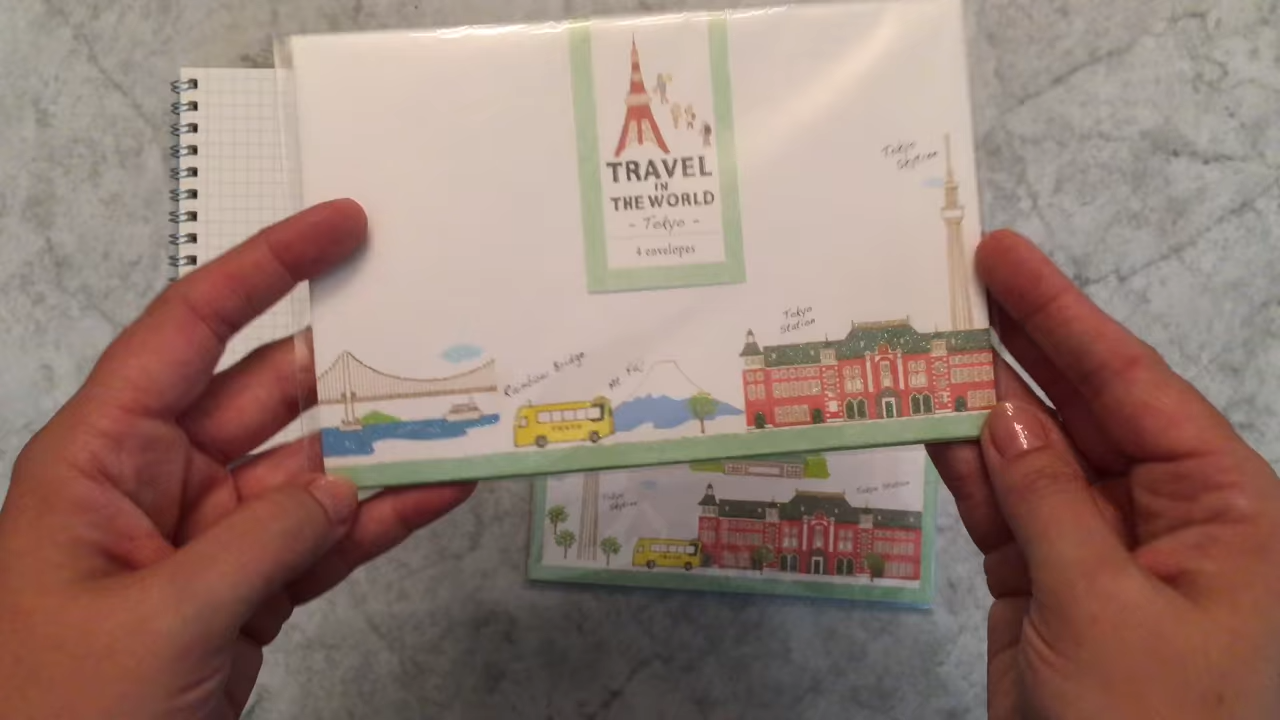 TRAVEL
IN
THE WORLD
- Tokyo -
4 envelopes
Tokyo
Skytree
Tokyo
Station
Rainbow Bridge
Mt. Fuji
Tokyo
Skytree
Tokyo Station